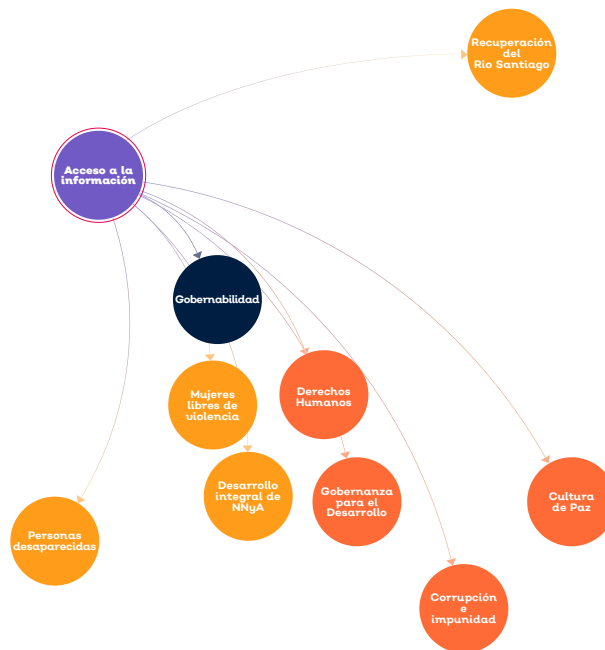 Recuperación
del
Rio Santiago
Acceso a la
información
Gobernabilidad
Mujeres
libres de
violencia
Derechos
Humanos
Desarrollo
integral de
NNyA
Gobernanza
para el
Desarrollo
Cultura
de Paz
Personas
desaparecidas
Corrupción
e
impunidad